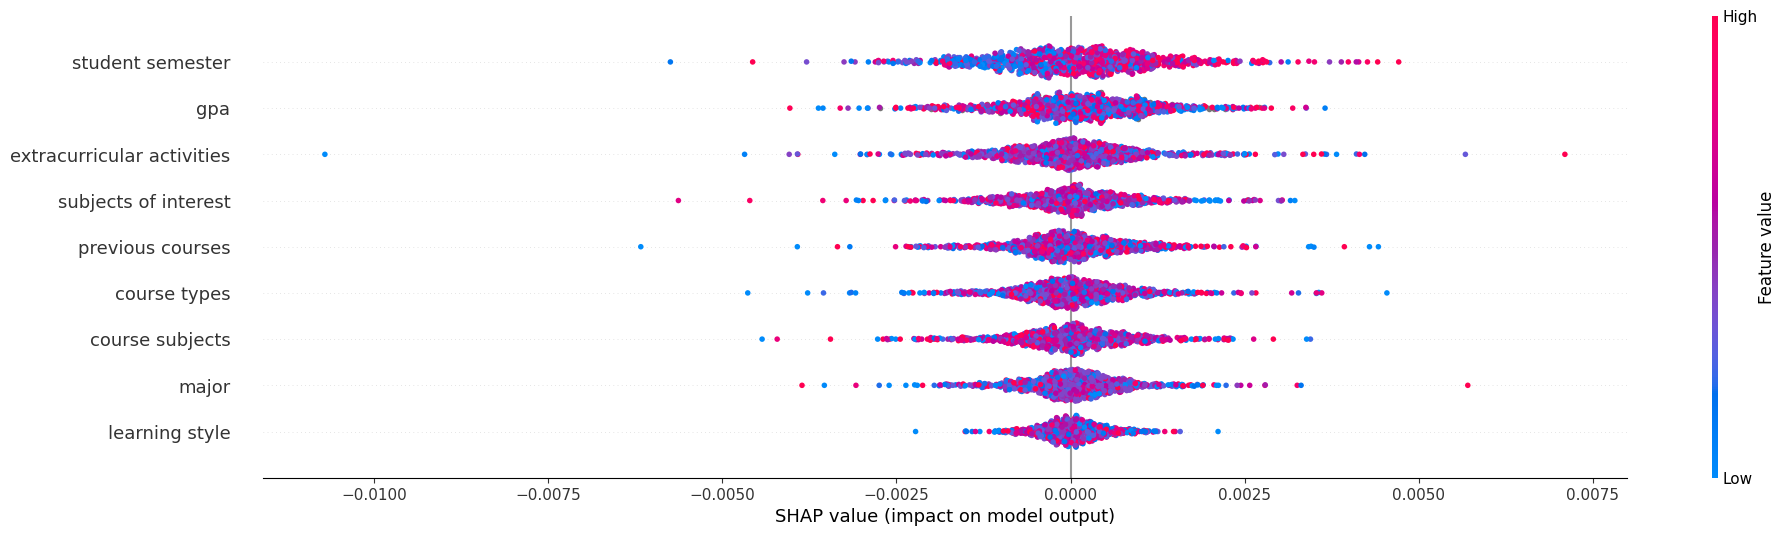 High
student semester
gpa
extracurricular activities
subjects of interest
previous courses
course types
course subjects
major
learning style
Feature value
Low
−0.0100 −0.0075 −0.0050 −0.0025 0.0000 0.0025 0.0050 0.0075
SHAP value (impact on model output)